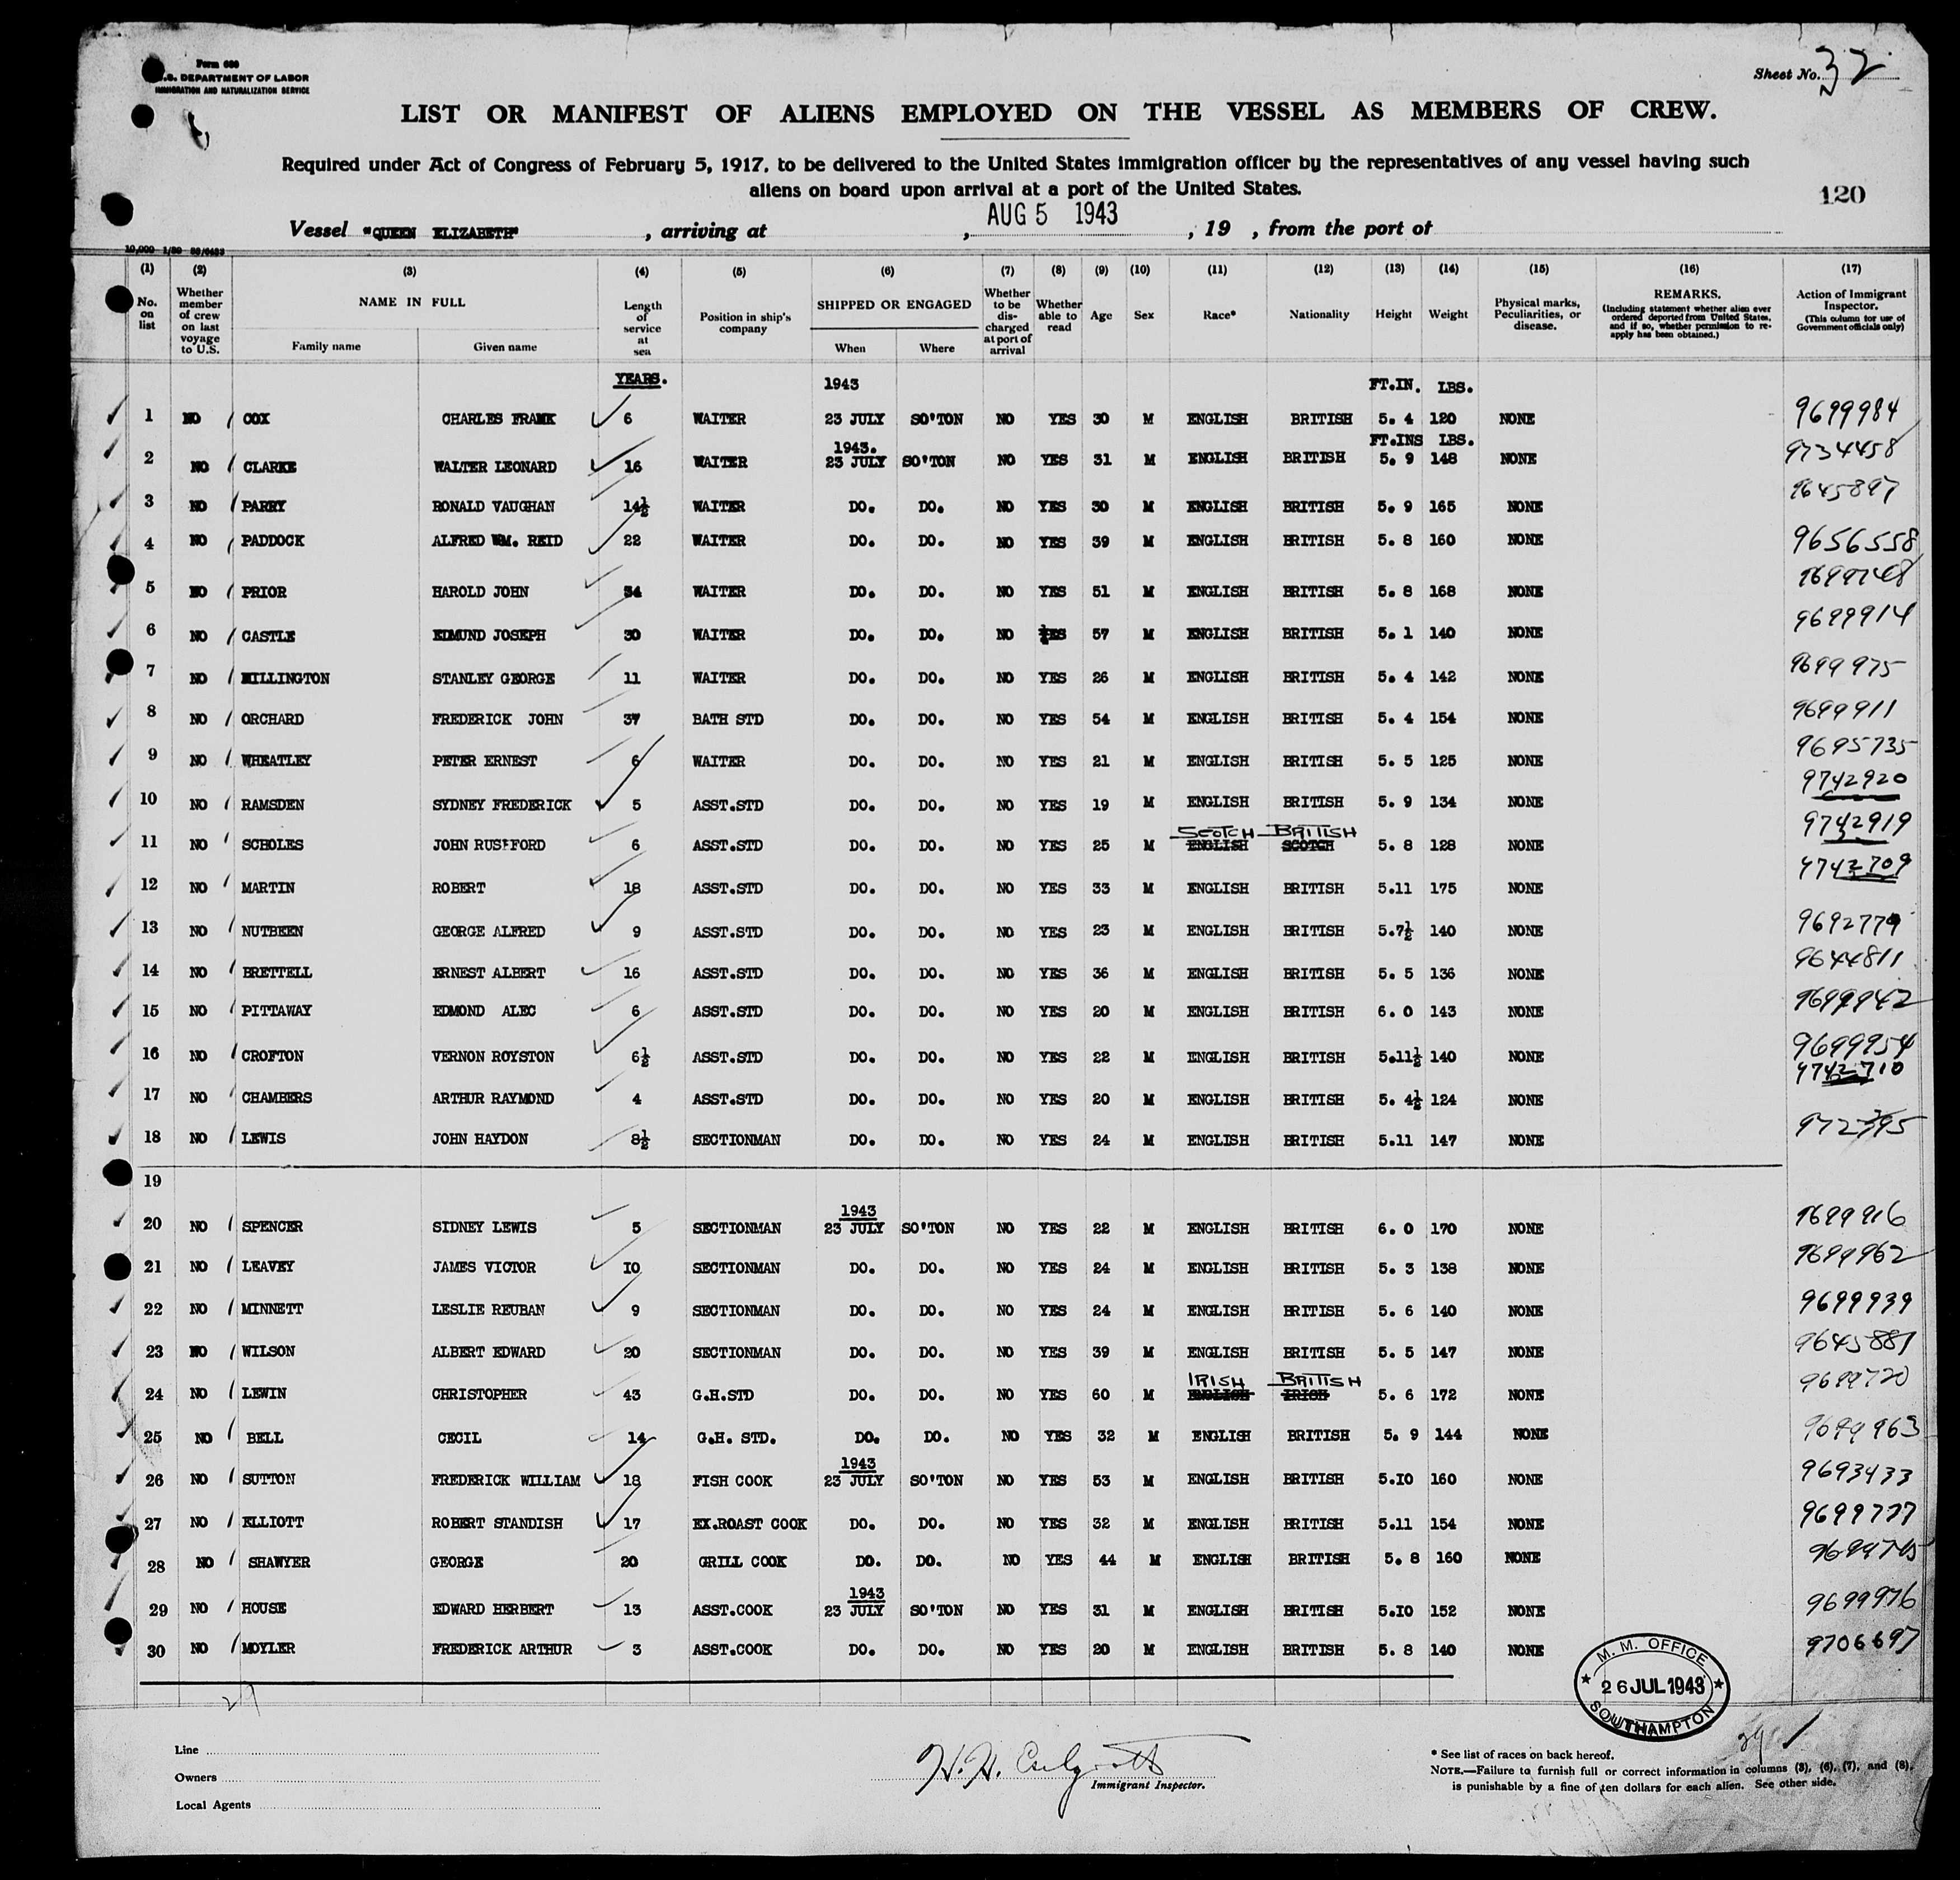 Form 680
U.S. DEPARTMENT OF LABOR
IMMIGRATION AND NATURALIZATION SERVICE
Sheet No. 32
LIST OR MANIFEST OF ALIENS EMPLOYED ON THE VESSEL AS MEMBERS OF CREW.
Required under Act of Congress of February 5, 1917, to be delivered to the United States immigration officer by the representatives of any vessel having such
aliens on board upon arrival at a port of the United States.
120
Vessel "QUEEN ELIZABETH" , arriving at , AUG 5 1943 , 19 , from the port of
(1) (2) (3) (4) (5) (6) (7) (8) (9) (10) (11) (12) (13) (14) (15) (16) (17)
No. on list Whether member of crew on last voyage to U.S. NAME IN FULL Family name Given name Length of service at sea Position in ship's company SHIPPED OR ENGAGED When Where Whether to be discharged at port of arrival Whether able to read Age Sex Race* Nationality Height Weight Physical marks, Peculiarities, or disease. REMARKS. (Including statement whether alien ever ordered deported from United States, and if so, whether permission to re-apply has been obtained.) Action of Immigrant Inspector. (This column for use of Government officials only)
YEARS. 1943 FT.IN. LBS.
1 NO COX CHARLES FRANK 6 WAITER 23 JULY SO'TON NO YES 30 M ENGLISH BRITISH 5. 4 120 NONE 9699984
1943. FT.INS LBS.
2 NO CLARKE WALTER LEONARD 16 WAITER 23 JULY SO'TON NO YES 31 M ENGLISH BRITISH 5. 9 148 NONE 9734458
3 NO PARRY RONALD VAUGHAN 14½ WAITER DO. DO. NO YES 30 M ENGLISH BRITISH 5. 9 165 NONE 9645897
4 NO PADDOCK ALFRED WM. REID 22 WAITER DO. DO. NO YES 39 M ENGLISH BRITISH 5. 8 160 NONE 9656558
5 NO PRIOR HAROLD JOHN 34 WAITER DO. DO. NO YES 51 M ENGLISH BRITISH 5. 8 168 NONE
6 NO CASTLE EDMUND JOSEPH 30 WAITER DO. DO. NO YES 57 M ENGLISH BRITISH 5. 1 140 NONE 9699914
7 NO MILLINGTON STANLEY GEORGE 11 WAITER DO. DO. NO YES 26 M ENGLISH BRITISH 5. 4 142 NONE 9699975
8 NO ORCHARD FREDERICK JOHN 37 BATH STD DO. DO. NO YES 54 M ENGLISH BRITISH 5. 4 154 NONE 9699911
9 NO WHEATLEY PETER ERNEST 6 WAITER DO. DO. NO YES 21 M ENGLISH BRITISH 5. 5 125 NONE 9695735
10 NO RAMSDEN SYDNEY FREDERICK 5 ASST.STD DO. DO. NO YES 19 M ENGLISH BRITISH 5. 9 134 NONE 9742920
SCOTCH BRITISH
11 NO SCHOLES JOHN 6 ASST.STD DO. DO. NO YES 25 M ENGLISH SCOTCH 5. 8 128 NONE 9742919
12 NO MARTIN ROBERT 18 ASST.STD DO. DO. NO YES 33 M ENGLISH BRITISH 5.11 175 NONE 9742709
13 NO NUTBEEN GEORGE ALFRED 9 ASST.STD DO. DO. NO YES 23 M ENGLISH BRITISH 5.7½ 140 NONE 9692779
14 NO BRETTELL ERNEST ALBERT 16 ASST.STD DO. DO. NO YES 36 M ENGLISH BRITISH 5. 5 136 NONE 9644811
15 NO PITTAWAY EDMOND ALEC 6 ASST.STD DO. DO. NO YES 20 M ENGLISH BRITISH 6. 0 143 NONE 9699942
16 NO CROFTON VERNON ROYSTON 6½ ASST.STD DO. DO. NO YES 22 M ENGLISH BRITISH 5.11½ 140 NONE 9699954
17 NO CHAMBERS ARTHUR RAYMOND 4 ASST.STD DO. DO. NO YES 20 M ENGLISH BRITISH 5. 4½ 124 NONE 9742710
18 NO LEWIS JOHN HAYDON 8½ SECTIONMAN DO. DO. NO YES 24 M ENGLISH BRITISH 5.11 147 NONE
19
1943
20 NO SPENCER SIDNEY LEWIS 5 SECTIONMAN 23 JULY SO'TON NO YES 22 M ENGLISH BRITISH 6. 0 170 NONE 9699916
21 NO LEAVEY JAMES VICTOR 10 SECTIONMAN DO. DO. NO YES 24 M ENGLISH BRITISH 5. 3 138 NONE 9699962
22 NO MINNETT LESLIE REUBAN 9 SECTIONMAN DO. DO. NO YES 24 M ENGLISH BRITISH 5. 6 140 NONE 9699939
23 NO WILSON ALBERT EDWARD 20 SECTIONMAN DO. DO. NO YES 39 M ENGLISH BRITISH 5. 5 147 NONE 9645881
IRISH BRITISH
24 NO LEWIN CHRISTOPHER 43 G.H.STD DO. DO. NO YES 60 M ENGLISH IRISH 5. 6 172 NONE 9699720
25 NO BELL CECIL 14 G.H. STD. DO. DO. NO YES 32 M ENGLISH BRITISH 5. 9 144 NONE 9699963
1943
26 NO SUTTON FREDERICK WILLIAM 18 FISH COOK 23 JULY SO'TON NO YES 53 M ENGLISH BRITISH 5.10 160 NONE 9693433
27 NO ELLIOTT ROBERT STANDISH 17 EX.ROAST COOK DO. DO. NO YES 32 M ENGLISH BRITISH 5.11 154 NONE 9699777
28 NO SHAWYER GEORGE 20 GRILL COOK DO. DO. NO YES 44 M ENGLISH BRITISH 5. 8 160 NONE
1943
29 NO HOUSE EDWARD HERBERT 13 ASST.COOK 23 JULY SO'TON NO YES 31 M ENGLISH BRITISH 5.10 152 NONE 9699976
30 NO MOYLER FREDERICK ARTHUR 3 ASST.COOK DO. DO. NO YES 20 M ENGLISH BRITISH 5. 8 140 NONE 9706697
M. M. OFFICE
26 JUL 1943
SOUTHAMPTON
29
Line
Owners
Local Agents
Immigrant Inspector.
* See list of races on back hereof.
NOTE.—Failure to furnish full or correct information in columns (3), (6), (7), and (8),
is punishable by a fine of ten dollars for each alien. See other side.